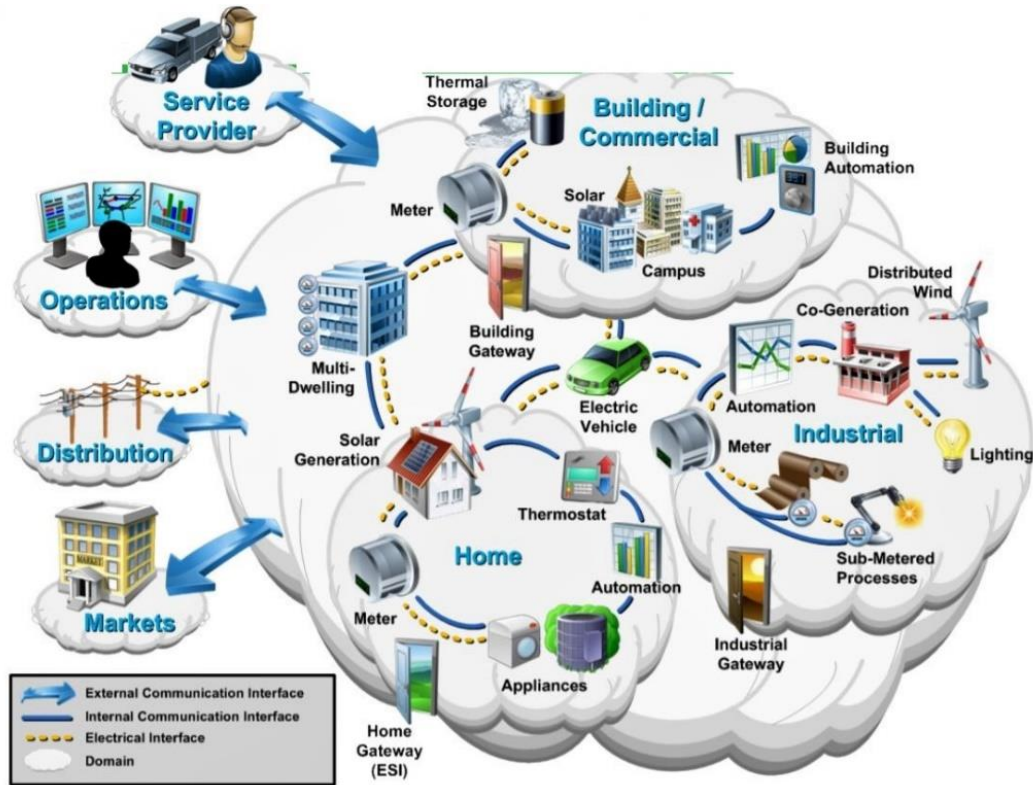 Service
Provider
Thermal
Storage
Building /
Commercial
Building
Automation
Meter
Solar
Campus
Operations
Distributed
Wind
Building
Gateway
Co-Generation
Multi-
Dwelling
Electric
Vehicle
Automation
Distribution
Solar
Generation
Meter
Industrial
Lighting
Thermostat
MARKET
Home
Sub-Metered
Processes
Automation
Markets
Meter
Industrial
Gateway
Appliances
Home
Gateway
(ESI)
External Communication Interface
Internal Communication Interface
Electrical Interface
Domain